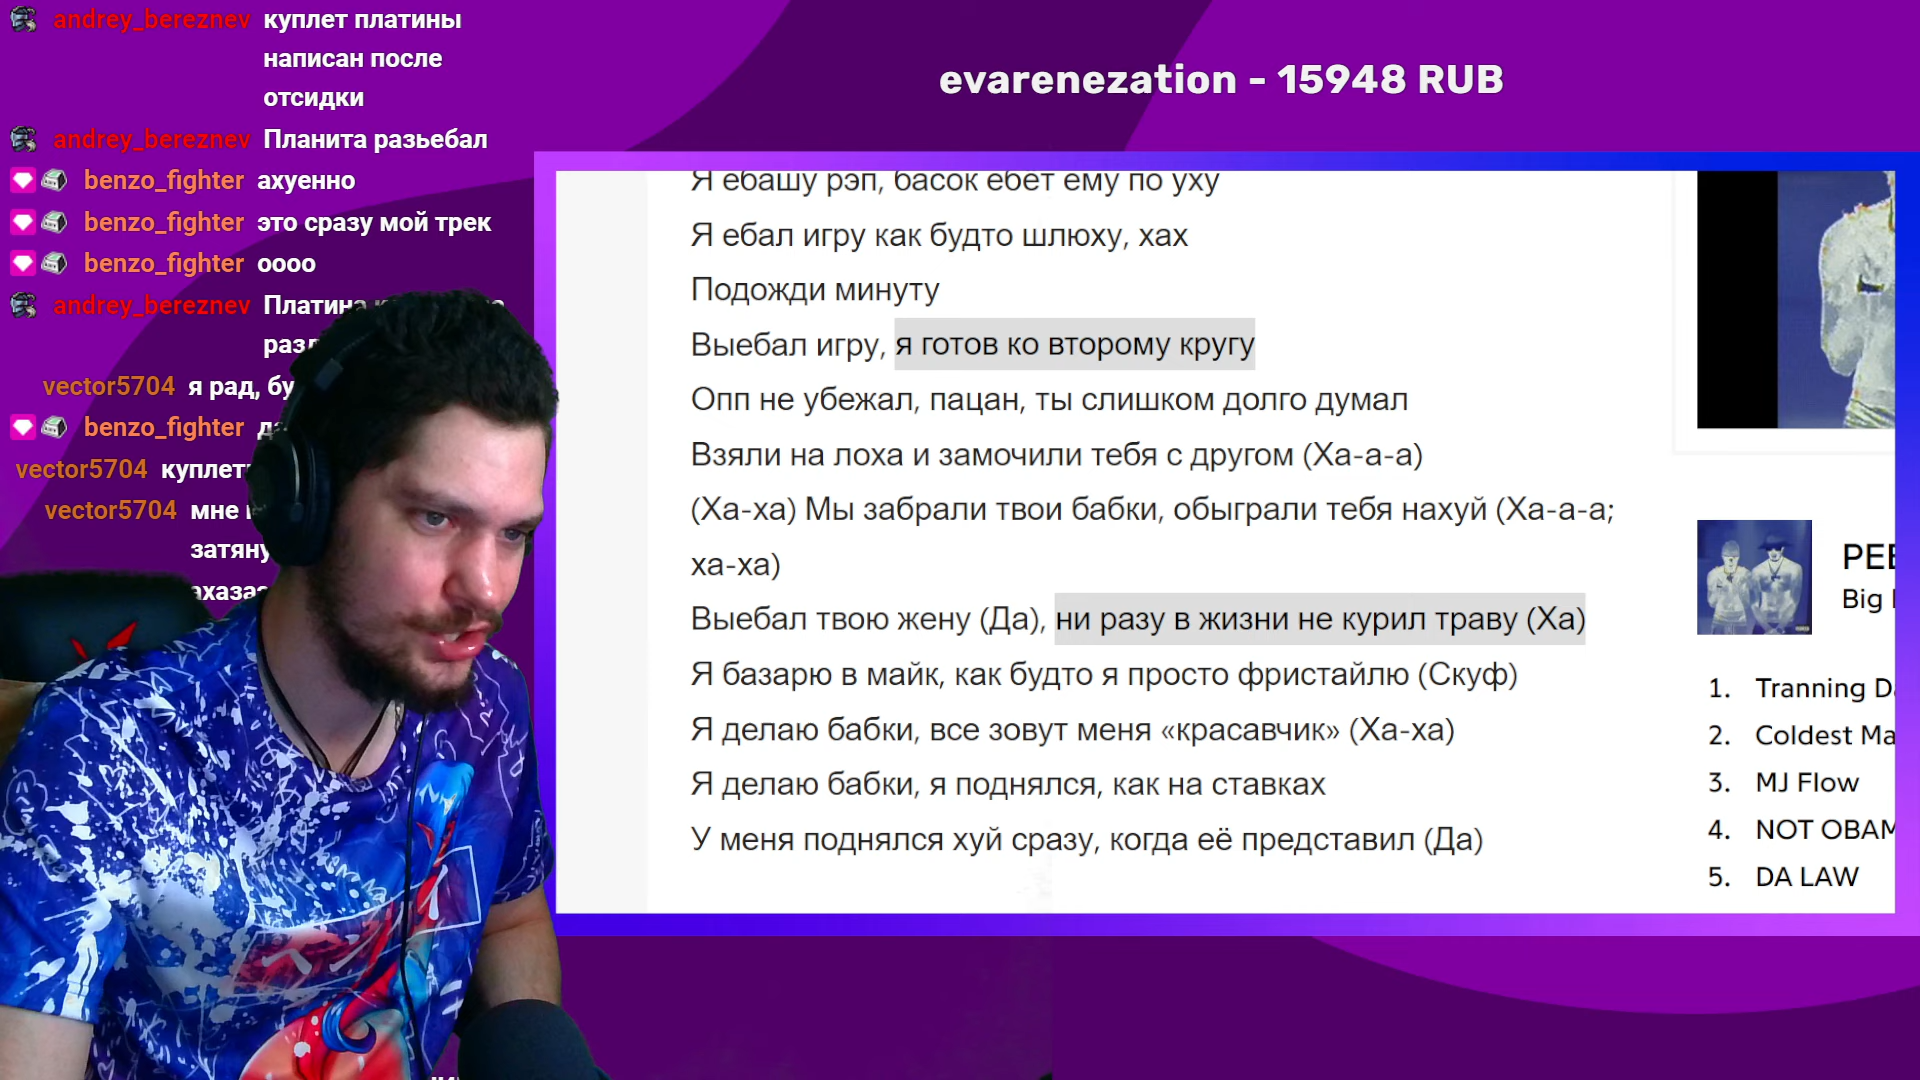 andrey_bereznev куплет платины
написан после
отсидки
andrey_bereznev Планита разьебал
benzo_fighter ахуенно
benzo_fighter это сразу мой трек
benzo_fighter оооо
andrey_bereznev Платина
vector5704 я рад,
benzo_fighter
vector5704
vector5704 мне
evarenezation - 15948 RUB
Я ебашу рэп, басок ебёт ему по уху
Я ебал игру как будто шлюху, хах
Подожди минуту
Выебал игру, я готов ко второму кругу
Опп не убежал, пацан, ты слишком долго думал
Взяли на лоха и замочили тебя с другом (Ха-а-а)
(Ха-ха) Мы забрали твои бабки, обыграли тебя нахуй (Ха-а-а;
ха-ха)
Выебал твою жену (Да), ни разу в жизни не курил траву (Ха)
Я базарю в майк, как будто я просто фристайлю (Скуф)
Я делаю бабки, все зовут меня «красавчик» (Ха-ха)
Я делаю бабки, я поднялся, как на ставках
У меня поднялся хуй сразу, когда её представил (Да)
Big
1. Tranning
2. Coldest
3. MJ Flow
4. NOT
5. DA LAW